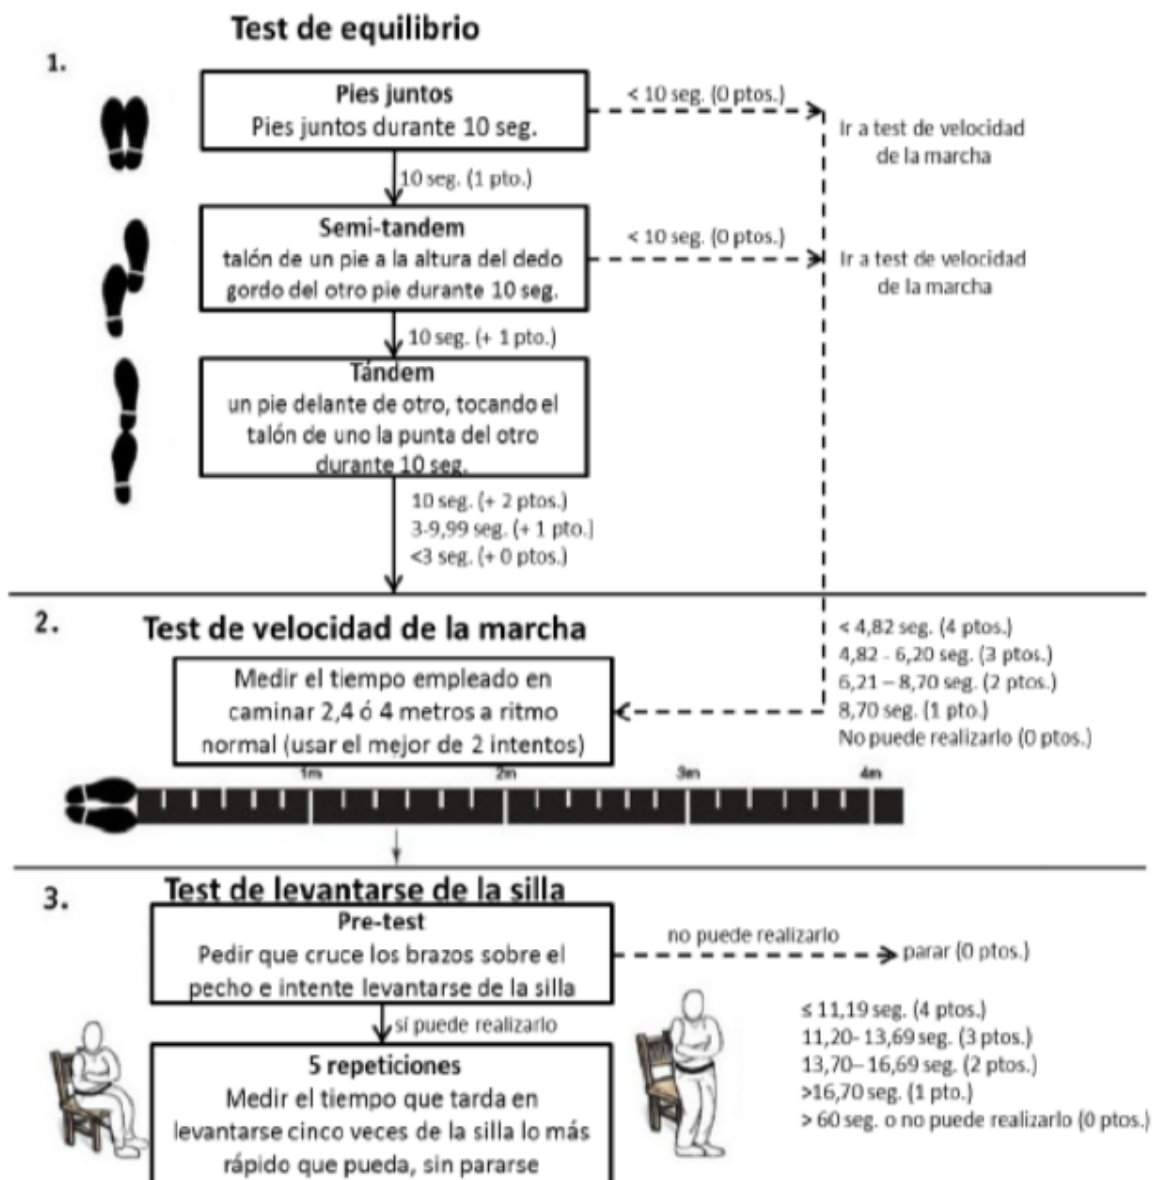 Test de equilibrio
1.
Pies juntos
Pies juntos durante 10 seg.
< 10 seg. (0 ptos.)
Ir a test de velocidad
de la marcha
10 seg. (1 pto.)
Semi-tandem
talón de un pie a la altura del dedo
gordo del otro pie durante 10 seg.
< 10 seg. (0 ptos.)
Ir a test de velocidad
de la marcha
10 seg. (+ 1 pto.)
Tándem
un pie delante de otro, tocando el
talón de uno la punta del otro
durante 10 seg.
10 seg. (+ 2 ptos.)
3-9,99 seg. (+ 1 pto.)
<3 seg. (+ 0 ptos.)
2.
Test de velocidad de la marcha
Medir el tiempo empleado en
caminar 2,4 ó 4 metros a ritmo
normal (usar el mejor de 2 intentos)
< 4,82 seg. (4 ptos.)
4,82 - 6,20 seg. (3 ptos.)
6,21 – 8,70 seg. (2 ptos.)
8,70 seg. (1 pto.)
No puede realizarlo (0 ptos.)
1m 2m 3m 4m
3.
Test de levantarse de la silla
Pre-test
Pedir que cruce los brazos sobre el
pecho e intente levantarse de la silla
no puede realizarlo
parar (0 ptos.)
sí puede realizarlo
5 repeticiones
Medir el tiempo que tarda en
levantarse cinco veces de la silla lo más
rápido que pueda, sin pararse
≤ 11,19 seg. (4 ptos.)
11,20- 13,69 seg. (3 ptos.)
13,70– 16,69 seg. (2 ptos.)
>16,70 seg. (1 pto.)
> 60 seg. o no puede realizarlo (0 ptos.)